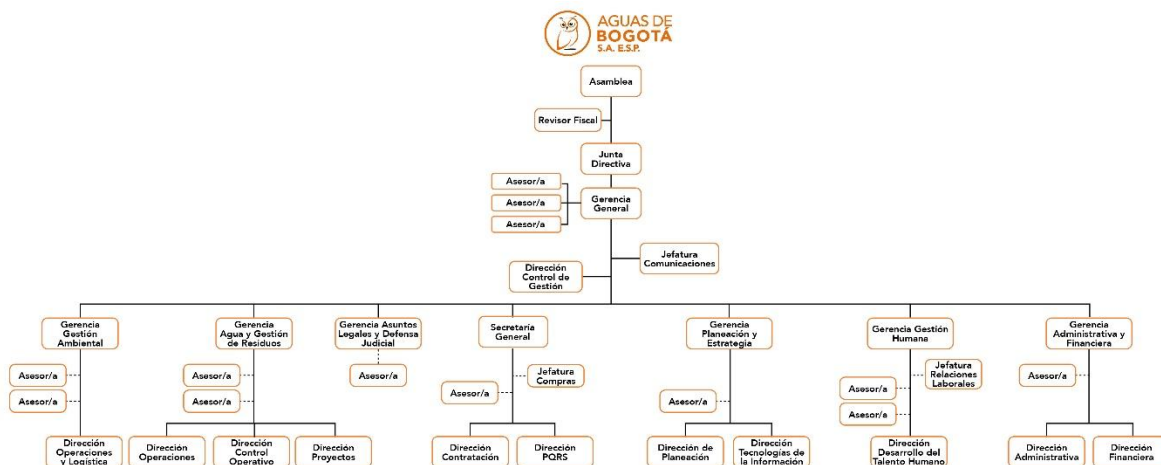 AGUAS DE
BOGOTÁ
S.A. E.S.P.
Asamblea
Revisor Fiscal
Junta
Directiva
Asesor/a
Asesor/a
Asesor/a
Gerencia
General
Jefatura
Comunicaciones
Dirección
Control de
Gestión
Gerencia
Gestión
Ambiental
Gerencia
Agua y Gestión
de Residuos
Gerencia Asuntos
Legales y Defensa
Judicial
Secretaría
General
Gerencia
Planeación y
Estrategia
Gerencia Gestión
Humana
Gerencia
Administrativa y
Financiera
Asesor/a
Asesor/a
Asesor/a
Asesor/a
Asesor/a
Jefatura
Compras
Asesor/a
Asesor/a
Jefatura
Relaciones
Laborales
Asesor/a
Asesor/a
Asesor/a
Dirección
Operaciones
y Logística
Dirección
Operaciones
Dirección
Control
Operativo
Dirección
Proyectos
Dirección
Contratación
Dirección
PQRS
Dirección de
Planeación
Dirección
Tecnologías de
la Información
Dirección
Desarrollo del
Talento Humano
Dirección
Administrativa
Dirección
Financiera